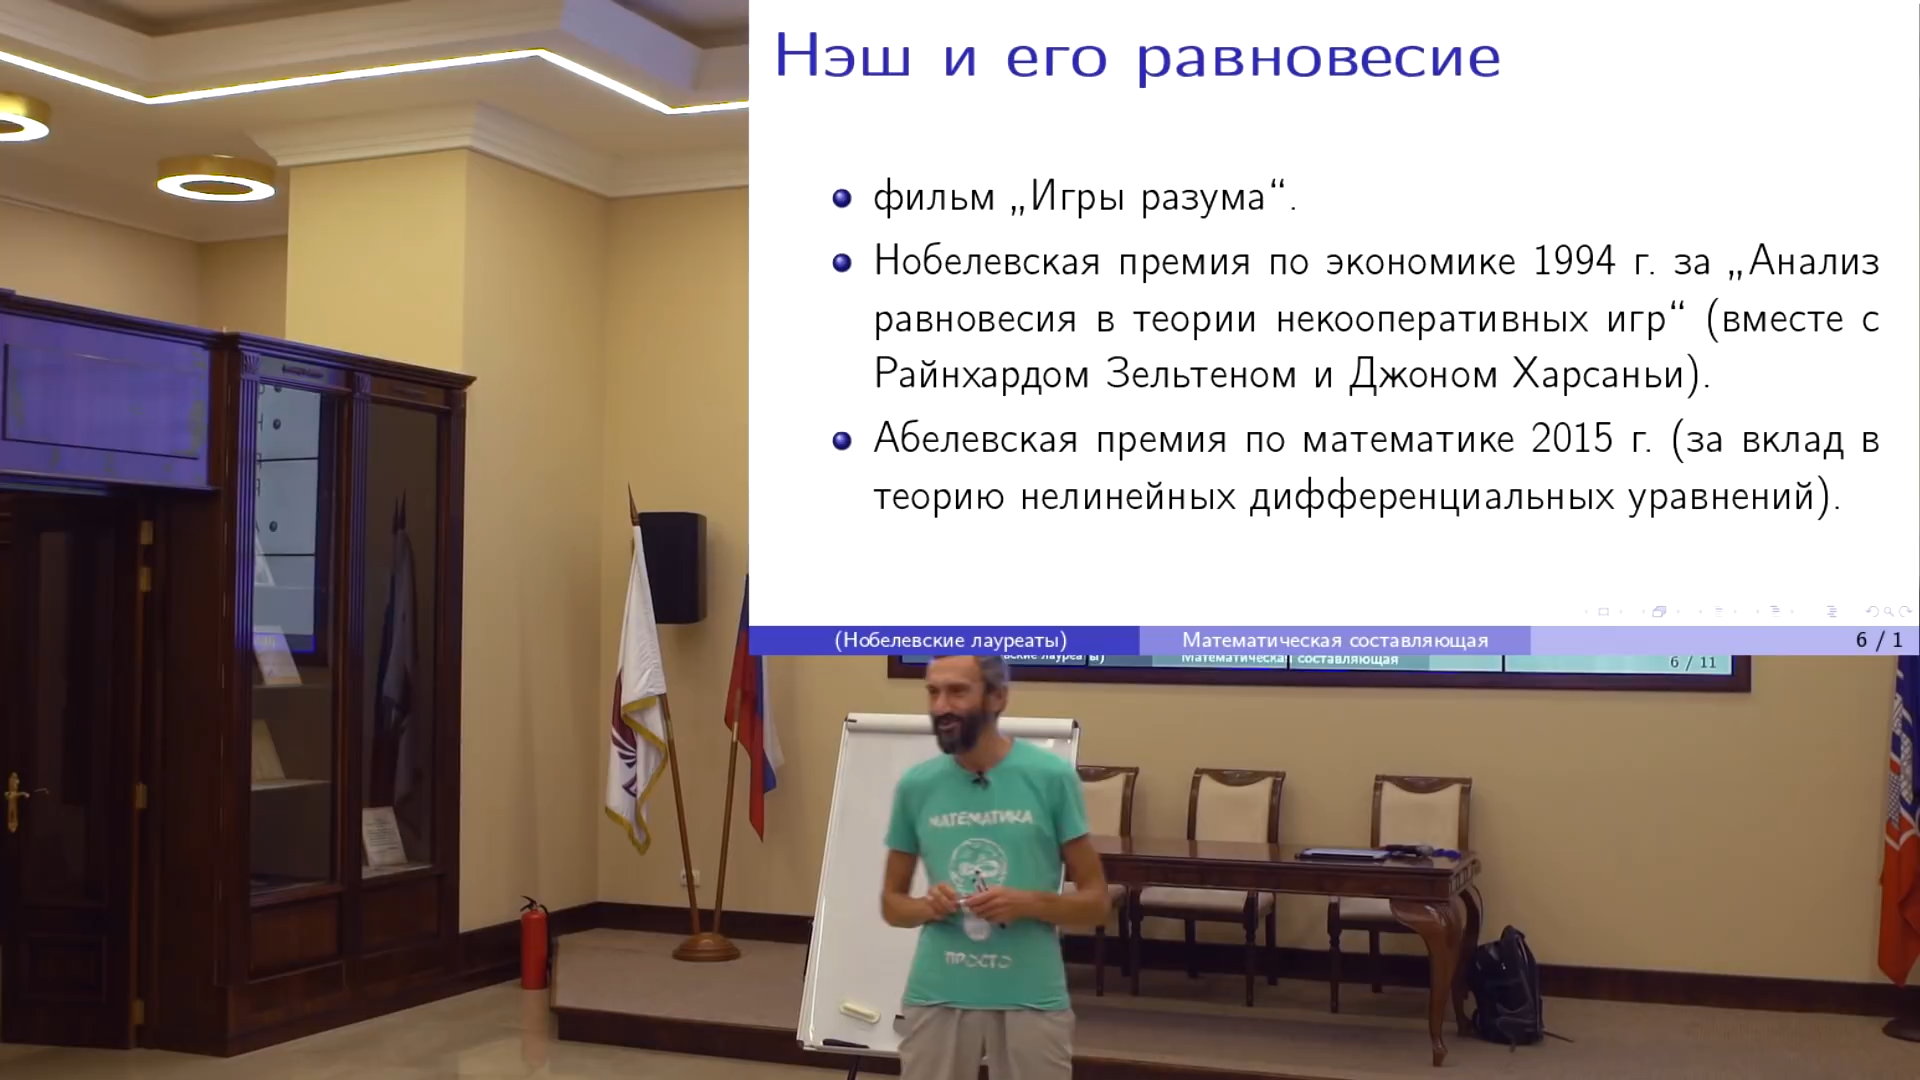 Нэш и его равновесие
фильм „Игры разума“.
Нобелевская премия по экономике 1994 г. за „Анализ
равновесия в теории некооперативных игр“ (вместе с
Райнхардом Зельтеном и Джоном Харсаньи).
Абелевская премия по математике 2015 г. (за вклад в
теорию нелинейных дифференциальных уравнений).
(Нобелевские лауреаты) Математическая составляющая 6 / 1
Математическая составляющая 6 / 11
МАТЕМАТИКА
ПРОСТО